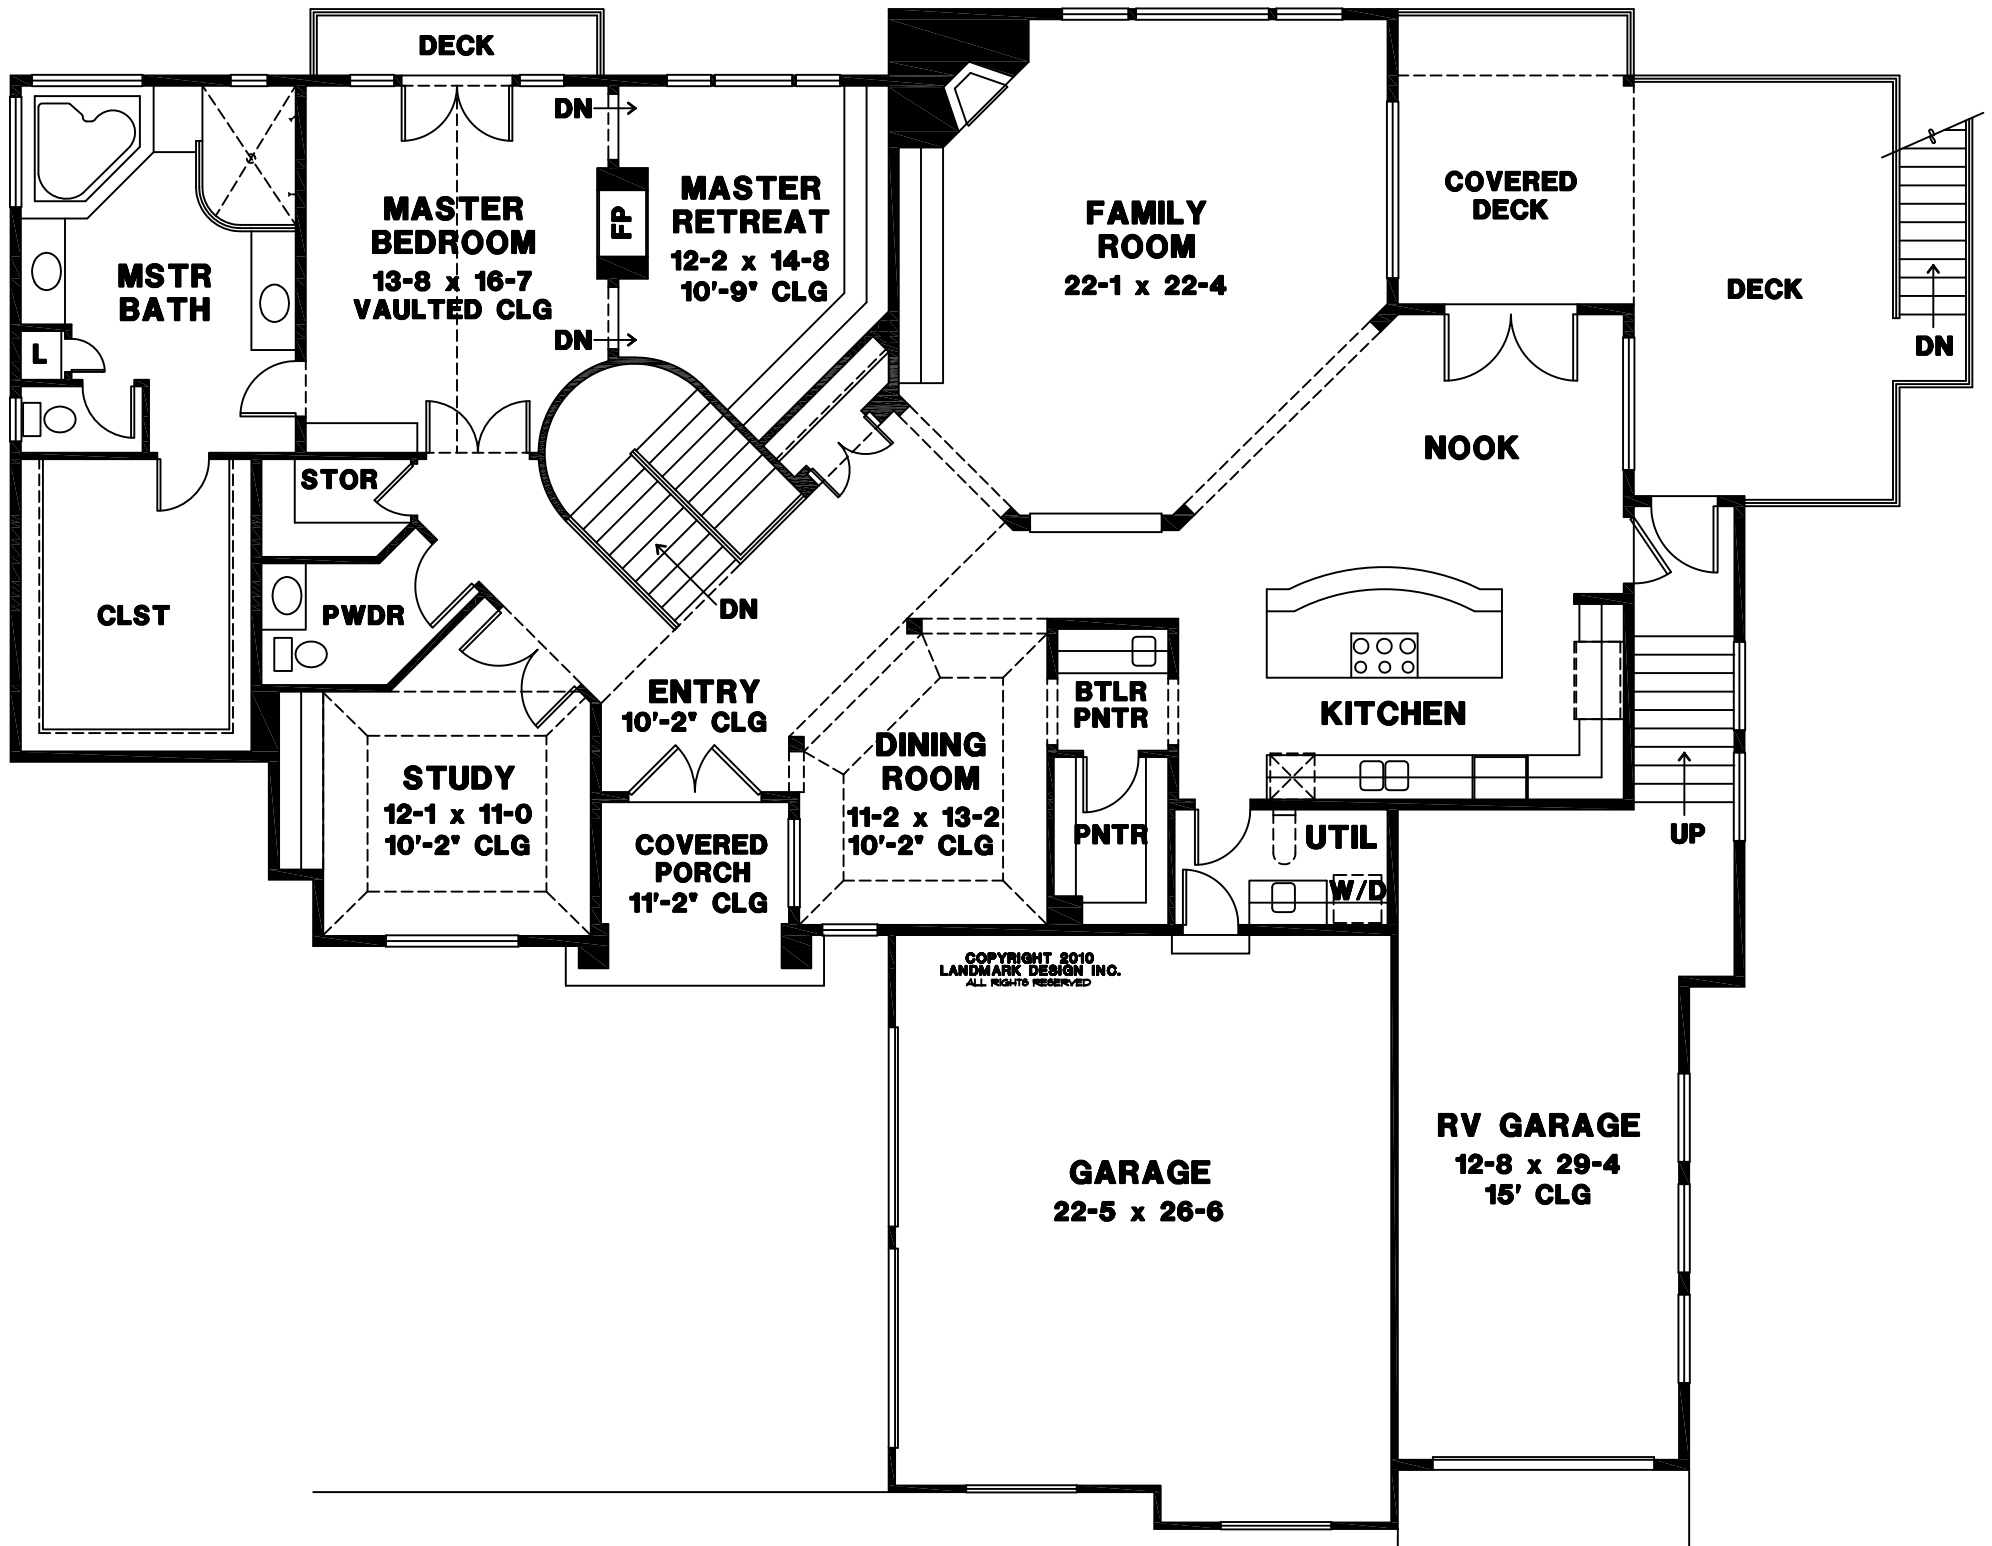 DECK
DN
MASTER
BEDROOM
13-8 x 16-7
VAULTED CLG
FP
MASTER
RETREAT
12-2 x 14-8
10'-9" CLG
DN
MSTR
BATH
L
FAMILY
ROOM
22-1 x 22-4
COVERED
DECK
DECK
DN
NOOK
STOR
CLST
PWDR
DN
ENTRY
10'-2" CLG
STUDY
12-1 x 11-0
10'-2" CLG
COVERED
PORCH
11'-2" CLG
DINING
ROOM
11-2 x 13-2
10'-2" CLG
BTLR
PNTR
PNTR
KITCHEN
UTIL
W/D
UP
COPYRIGHT 2010
LANDMARK DESIGN INC.
ALL RIGHTS RESERVED
GARAGE
22-5 x 26-6
RV GARAGE
12-8 x 29-4
15' CLG